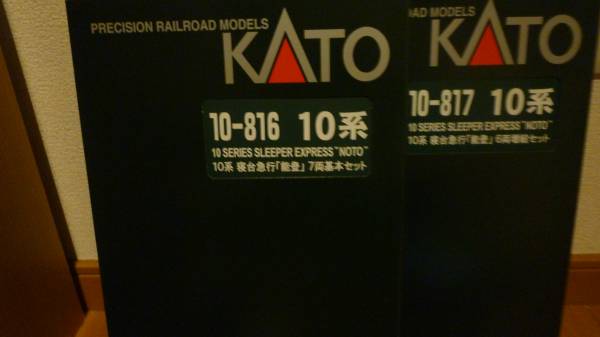 PRECISION RAILROAD MODELS
KATO
10-816 10系
10 SERIES SLEEPER EXPRESS "NOTO"
10系 寝台急行「能登」 7両基本セット
ROAD MODELS
KATO
10-817 10系
10 SERIES SLEEPER EXPRESS "NOTO"
10系 寝台急行「能登」 6両増結セット